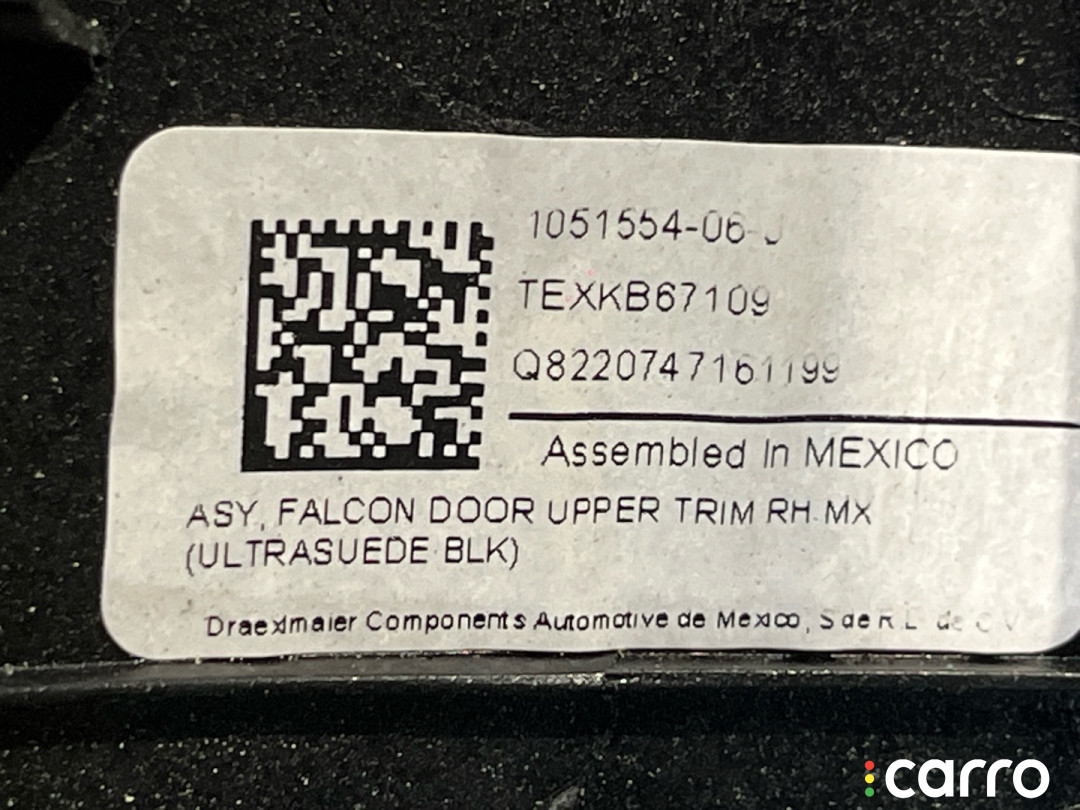 1051554-06-J
TEXKB67109
Q8220747161199
Assembled In MEXICO
ASY, FALCON DOOR UPPER TRIM RH.MX
(ULTRASUEDE BLK)
Draexlmaier Components Automotive de Mexico, S de R L de C V
carro